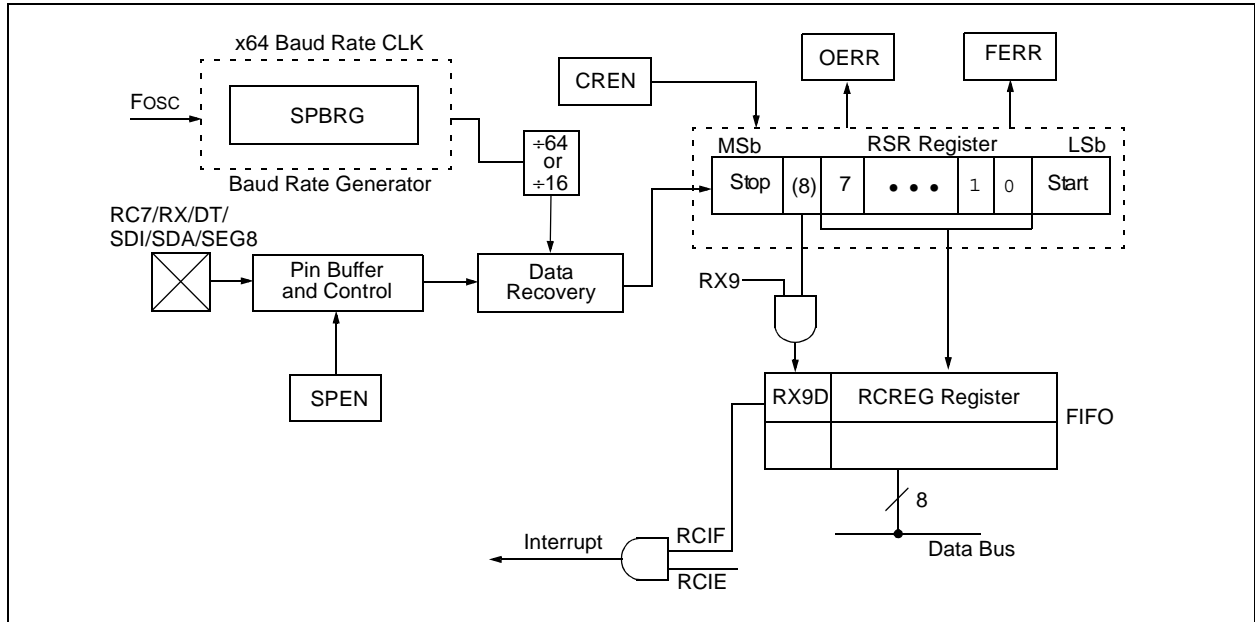 x64 Baud Rate CLK
FOSC
SPBRG
Baud Rate Generator
÷64
or
÷16
CREN
OERR
FERR
MSb
RSR Register
LSb
Stop (8) 7 • • • 1 0 Start
RC7/RX/DT/
SDI/SDA/SEG8
Pin Buffer
and Control
Data
Recovery
SPEN
RX9
RX9D
RCREG Register
FIFO
8
Data Bus
Interrupt
RCIF
RCIE